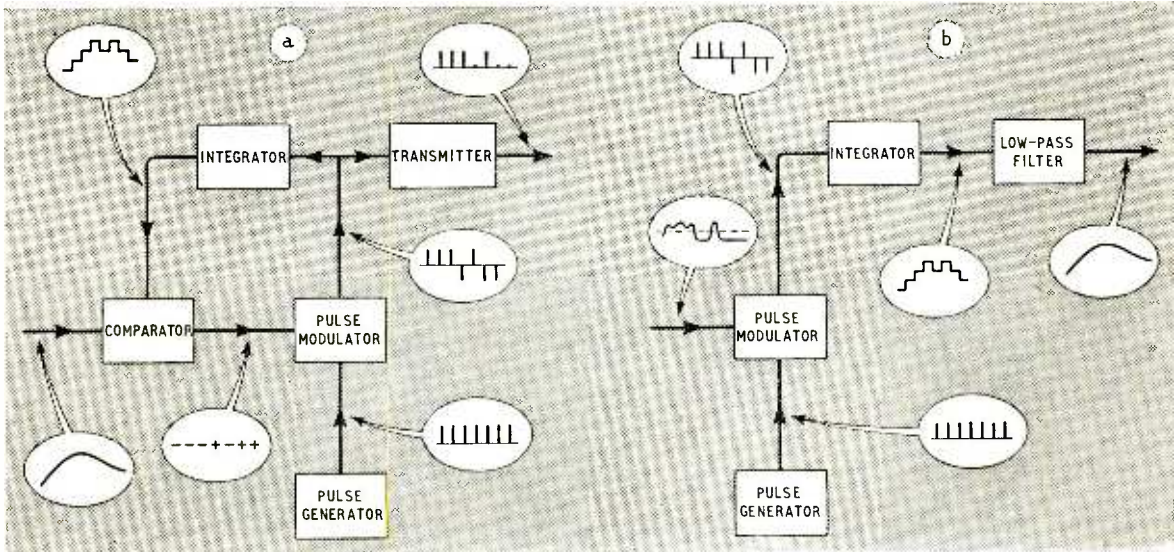 a
INTEGRATOR
TRANSMITTER
COMPARATOR
PULSE
MODULATOR
- - - + - + +
PULSE
GENERATOR
b
INTEGRATOR
LOW-PASS
FILTER
PULSE
MODULATOR
PULSE
GENERATOR